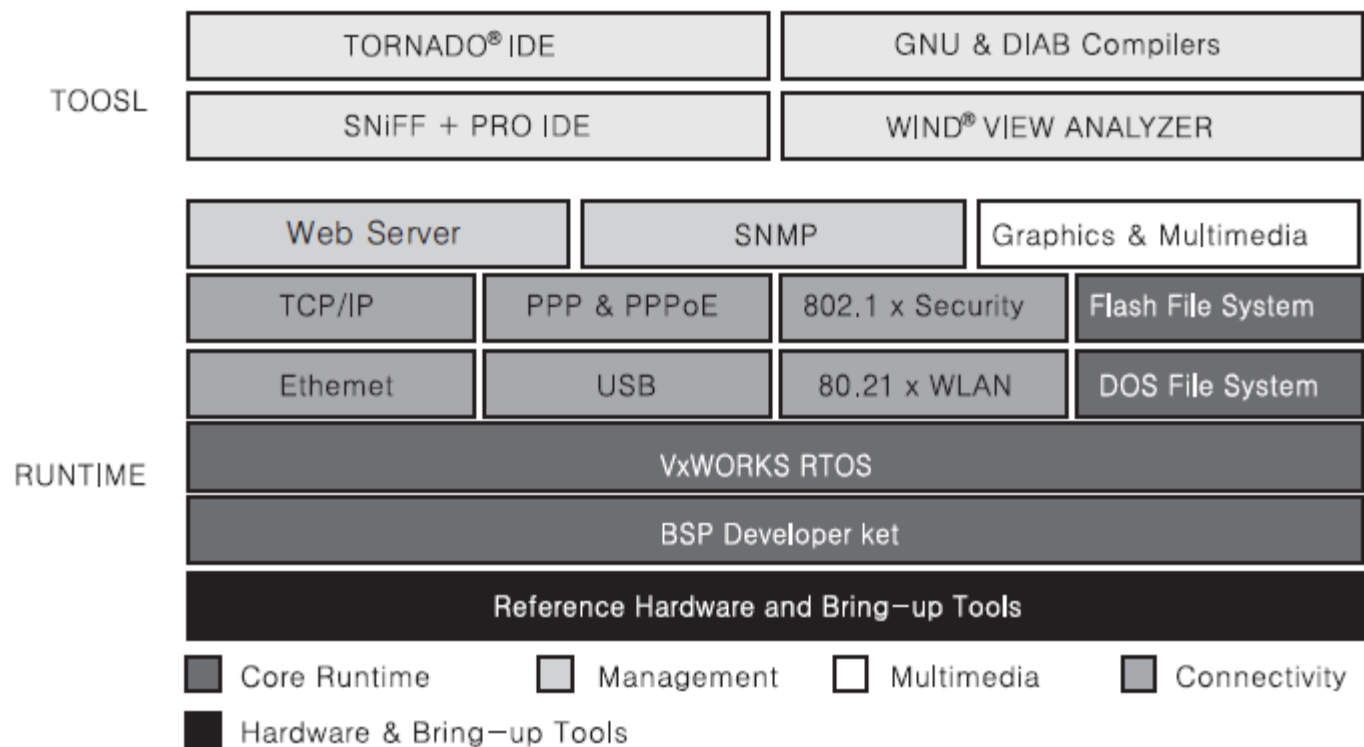 TORNADO® IDE
GNU & DIAB Compilers
TOOSL
SNiFF + PRO IDE
WIND® VIEW ANALYZER
Web Server
SNMP
Graphics & Multimedia
TCP/IP
PPP & PPPoE
802.1 x Security
Flash File System
Ethemet
USB
80.21 x WLAN
DOS File System
RUNTIME
VxWORKS RTOS
BSP Developer ket
Reference Hardware and Bring-up Tools
Core Runtime
Management
Multimedia
Connectivity
Hardware & Bring-up Tools